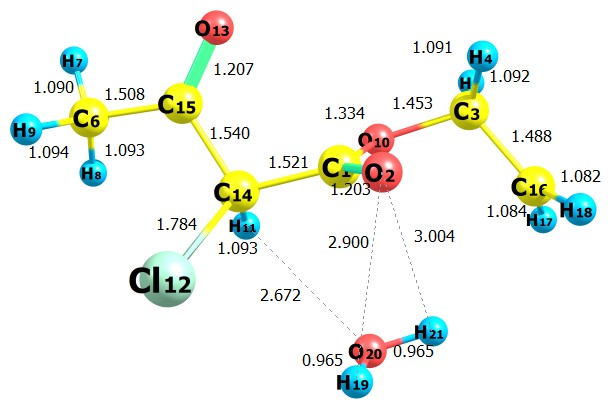 O13
H7
1.207
1.091
H4
1.090
1.508
1.092
C15
1.334
1.453
C6
C3
H9
O10
1.094
1.093
1.540
1.488
H8
1.521
C1
O2
1.203
C14
1.082
C16
1.784
H11
1.084
H17
H18
1.093
2.900
3.004
Cl12
2.672
H21
0.965
O20
0.965
H19